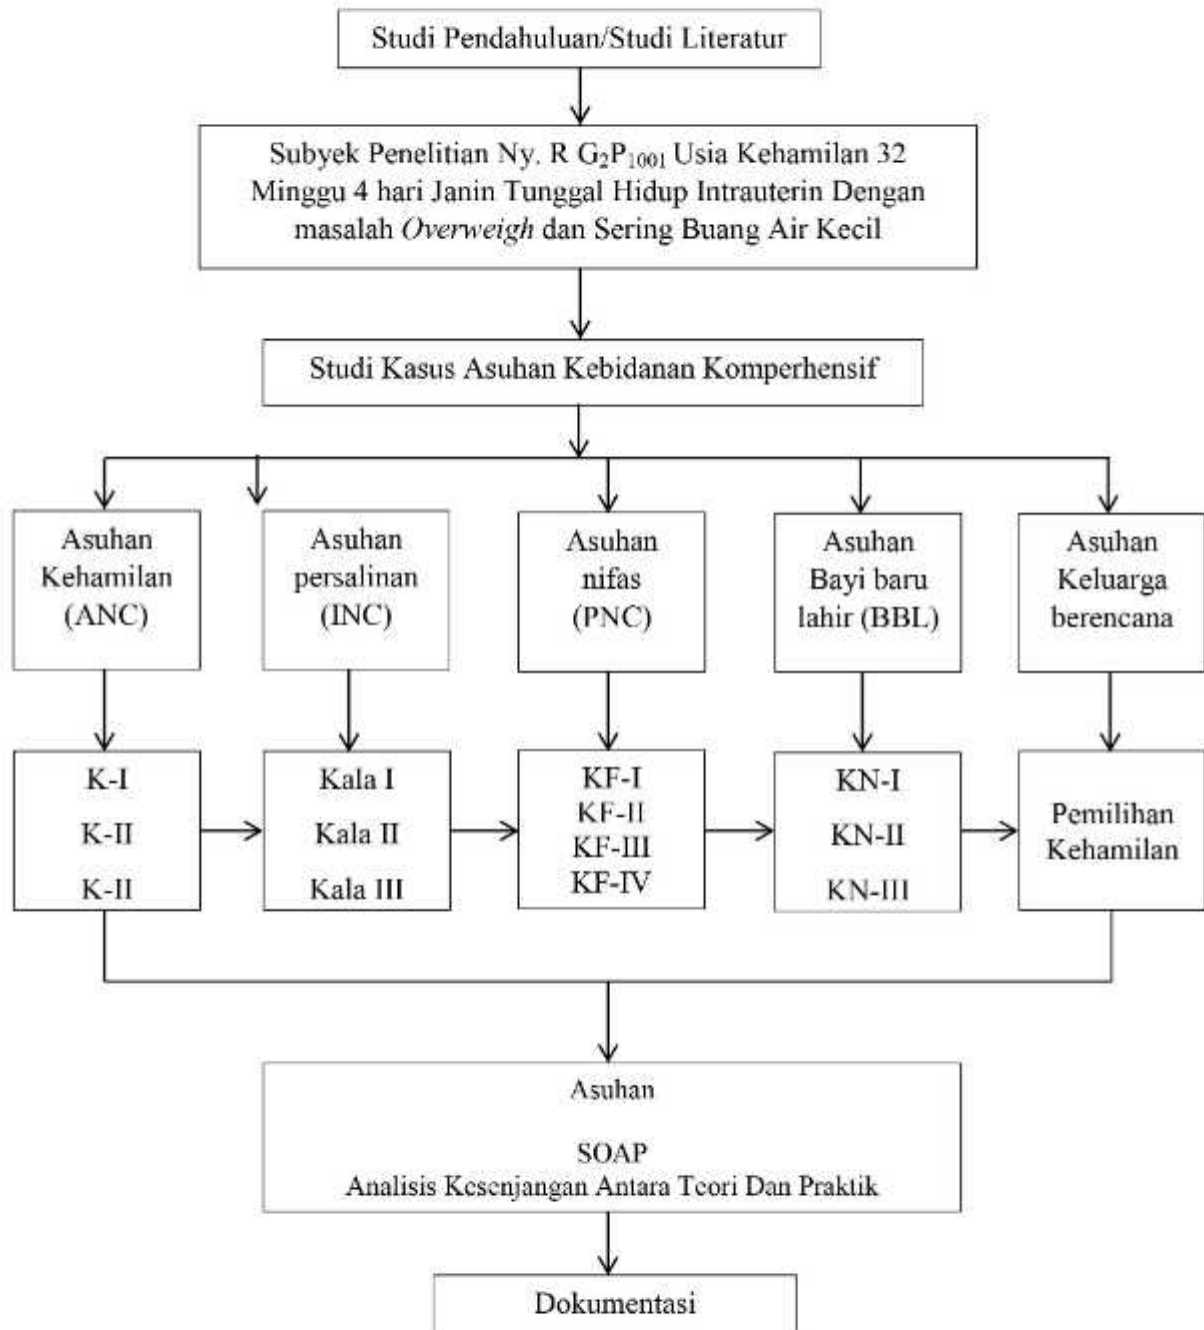 Studi Pendahuluan/Studi Literatur
Subyek Penelitian Ny. R G₂P₁₀₀₁ Usia Kehamilan 32
Minggu 4 hari Janin Tunggal Hidup Intrauterin Dengan
masalah Overweigh dan Sering Buang Air Kecil
Studi Kasus Asuhan Kebidanan Komperhensif
Asuhan
Kehamilan
(ANC)
Asuhan
persalinan
(INC)
Asuhan
nifas
(PNC)
Asuhan
Bayi baru
lahir (BBL)
Asuhan
Keluarga
berencana
K-I
K-II
K-II
Kala I
Kala II
Kala III
KF-I
KF-II
KF-III
KF-IV
KN-I
KN-II
KN-III
Pemilihan
Kehamilan
Asuhan
SOAP
Analisis Kesenjangan Antara Teori Dan Praktik
Dokumentasi